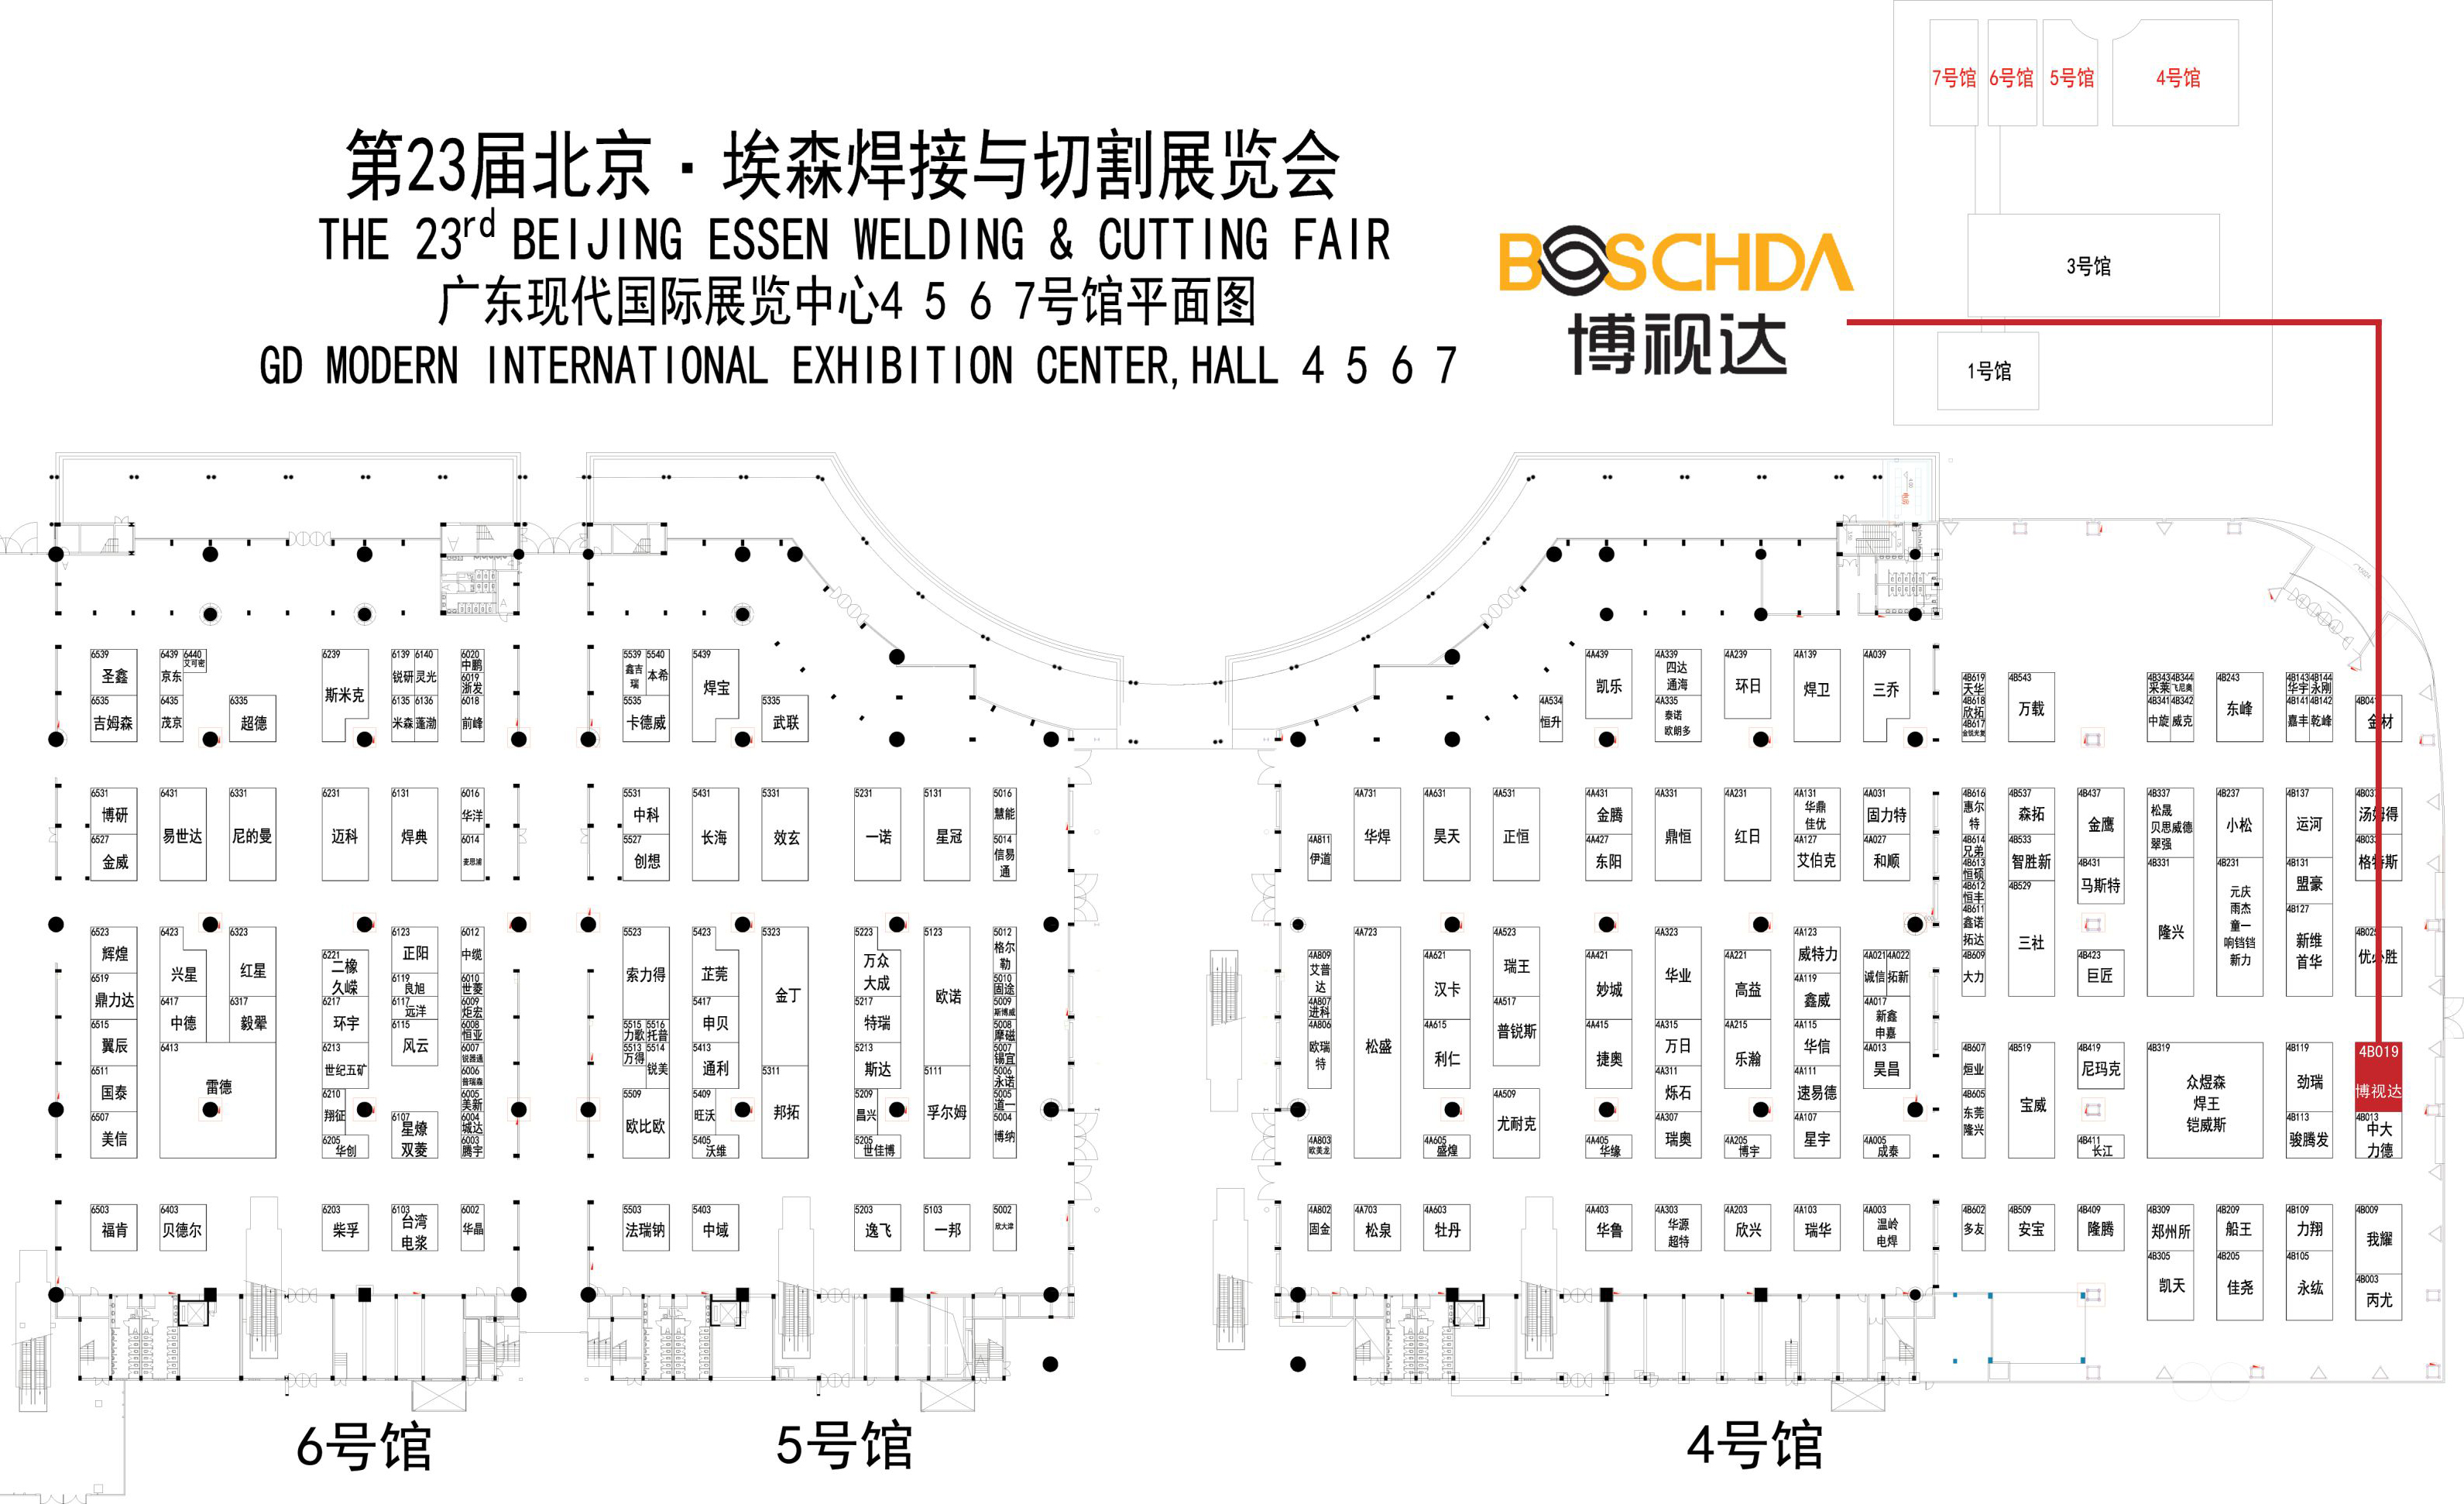 第23届北京·埃森焊接与切割展览会
THE 23rd BEIJING ESSEN WELDING & CUTTING FAIR
广东现代国际展览中心4 5 6 7号馆平面图
GD MODERN INTERNATIONAL EXHIBITION CENTER,HALL 4 5 6 7
BOSCHDA
博视达
7号馆
6号馆
5号馆
4号馆
3号馆
1号馆
6539
圣鑫
6439
京东
6440
艾可密
6239
斯米克
6139
锐研
6140
灵光
6020
中鹏
6019
浙发
6535
吉姆森
6435
茂京
6335
超德
6135
米森
6136
蓬渤
6018
前峰
6531
博研
6431
易世达
6331
尼的曼
6231
迈科
6131
焊典
6016
华洋
6527
金威
6014
麦思浦
6523
辉煌
6423
兴星
6323
红星
6221
二橡
久嵘
6123
正阳
6012
中缆
6519
鼎力达
6119
良旭
6010
世菱
6417
中德
6317
毅翚
6217
环宇
6117
远洋
6009
炬宏
6515
翼辰
6115
风云
6008
恒亚
6413
雷德
6213
世纪五矿
6007
锐器通
6511
国泰
6006
普瑞森
6210
翔征
6005
美新
6507
美信
6107
星燎
双菱
6004
城达
6205
华创
6003
腾宇
6503
福肯
6403
贝德尔
6203
柴孚
6103
台湾
电浆
6002
华晶
6号馆
5539
鑫吉
瑞
5540
本希
5439
焊宝
5535
卡德威
5335
武联
5531
中科
5431
长海
5331
效玄
5231
一诺
5131
星冠
5016
慧能
5527
创想
5014
信易
通
5523
索力得
5423
芷莞
5323
金丁
5223
万众
大成
5123
欧诺
5012
格尔
勒
5010
固途
5417
申贝
5217
特瑞
5009
斯博威
5515
力歌
5516
托普
5008
摩磁
5513
万得
5514
锐美
5413
通利
5213
斯达
5007
锡宜
5311
邦拓
5111
孚尔姆
5006
永诺
5509
欧比欧
5409
旺沃
5209
昌兴
5005
道一
5004
博纳
5405
沃维
5205
世佳博
5503
法瑞钠
5403
中域
5203
逸飞
5103
一邦
5002
欣大津
5号馆
4A439
凯乐
4A339
四达
通海
4A239
环日
4A139
焊卫
4A039
三乔
4A534
恒升
4A335
泰诺
欧朗多
4A731
华焊
4A631
昊天
4A531
正恒
4A431
金腾
4A331
鼎恒
4A231
红日
4A131
华鼎
佳优
4A031
固力特
4A811
伊道
4A427
东阳
4A127
艾伯克
4A027
和顺
4A723
松盛
4A523
瑞王
4A323
华业
4A123
威特力
4A809
艾普
达
4A621
汉卡
4A421
妙城
4A221
高益
4A021
诚信
4A022
拓新
4A119
鑫威
4A807
进科
4A517
普锐斯
4A017
新鑫
申嘉
4A806
欧瑞
特
4A615
利仁
4A415
捷奥
4A315
万日
4A215
乐瀚
4A115
华信
4A013
昊昌
4A311
烁石
4A111
速易德
4A509
尤耐克
4A307
瑞奥
4A107
星宇
4A803
欧美龙
4A605
盛煌
4A405
华缘
4A205
博宇
4A005
成泰
4A802
固金
4A703
松泉
4A603
牡丹
4A403
华鲁
4A303
华源
超特
4A203
欣兴
4A103
瑞华
4A003
温岭
电焊
4B619
天华
4B543
万载
4B343
采莱
4B344
飞尼奥
4B243
东峰
4B143
华宇
4B144
永刚
4B618
欣拓
4B341
中旋
4B342
威克
4B141
嘉丰
4B142
乾峰
4B041
金材
4B617
金锐光复
4B616
惠尔
特
4B537
森拓
4B437
金鹰
4B337
松晟
贝思威德
翠强
4B237
小松
4B137
运河
4B037
汤姆得
4B614
兄弟
4B533
智胜新
4B033
格特斯
4B613
恒硕
4B431
马斯特
4B331
隆兴
4B231
元庆
雨杰
童一
响铛铛
新力
4B131
盟豪
4B612
恒丰
4B529
三社
4B611
鑫诺
拓达
4B127
新维
首华
4B025
优必胜
4B609
大力
4B423
巨匠
4B607
烜业
4B519
宝威
4B419
尼玛克
4B319
众煜森
焊王
铠威斯
4B119
劲瑞
4B019
博视达
4B605
东莞
隆兴
4B113
骏腾发
4B013
中大
力德
4B411
长江
4B602
多友
4B509
安宝
4B409
隆腾
4B309
郑州所
4B209
船王
4B109
力翔
4B009
我耀
4B305
凯天
4B205
佳尧
4B105
永纮
4B003
丙尤
4号馆